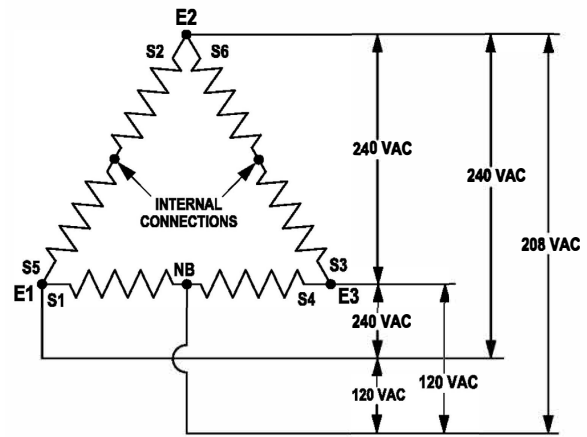 E2
S2 S6
240 VAC
240 VAC
INTERNAL
CONNECTIONS
208 VAC
S5 NB S3
E1 S1 S4 E3
240 VAC
120 VAC
120 VAC